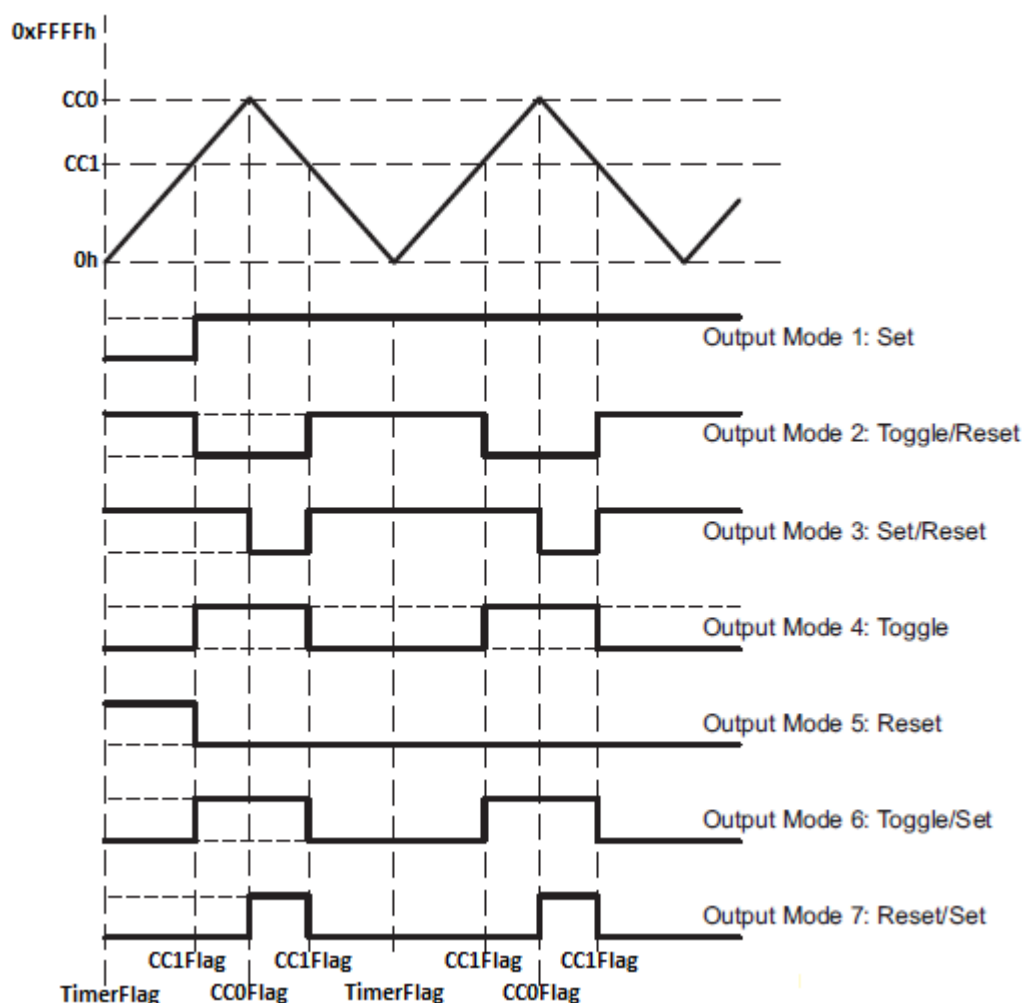 0xFFFFh
CC0
CC1
0h
Output Mode 1: Set
Output Mode 2: Toggle/Reset
Output Mode 3: Set/Reset
Output Mode 4: Toggle
Output Mode 5: Reset
Output Mode 6: Toggle/Set
Output Mode 7: Reset/Set
CC1Flag CC1Flag CC1Flag CC1Flag
TimerFlag CC0Flag TimerFlag CC0Flag